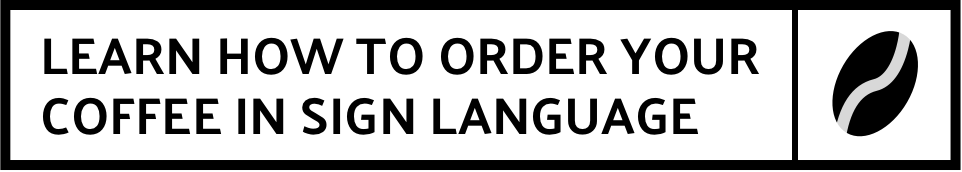 LEARN HOW TO ORDER YOUR
COFFEE IN SIGN LANGUAGE